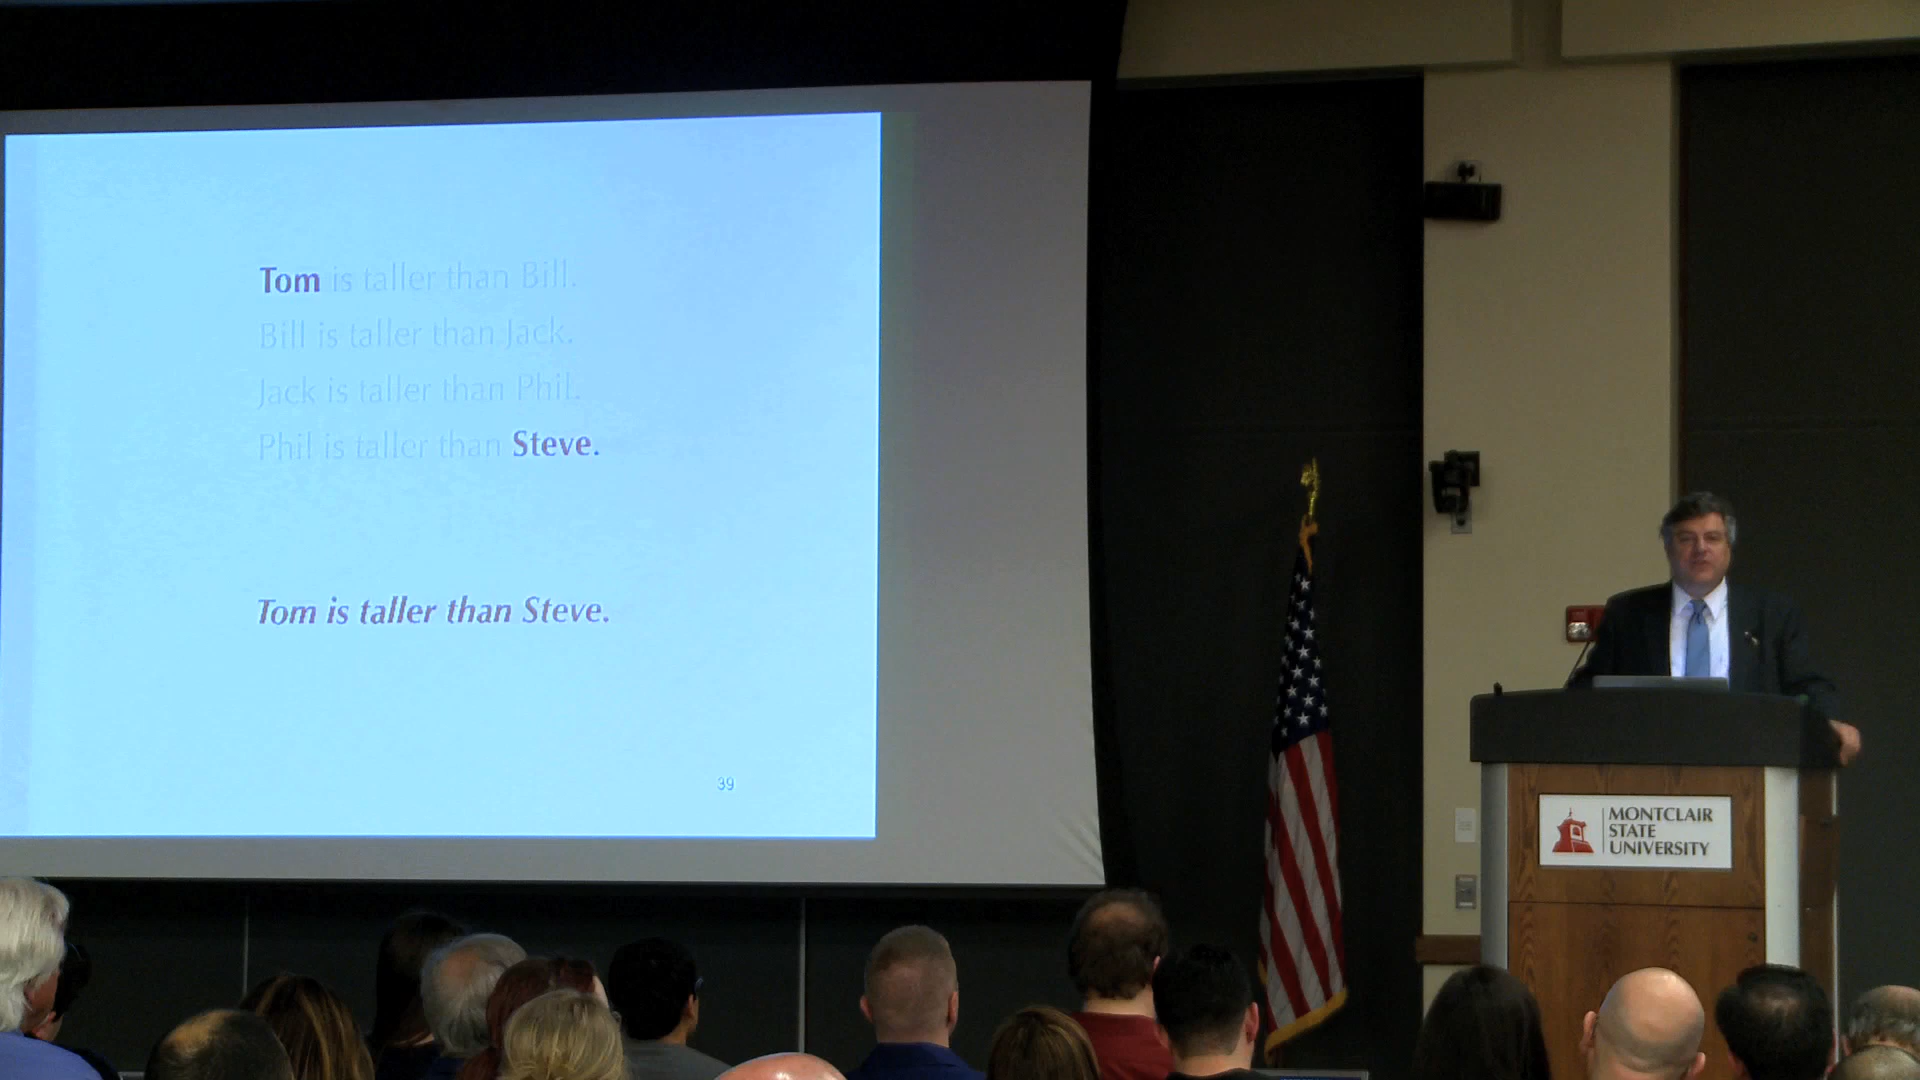 Tom is taller than Bill.
Bill is taller than Jack.
Jack is taller than Phil.
Phil is taller than Steve.
Tom is taller than Steve.
39
MONTCLAIR
STATE
UNIVERSITY